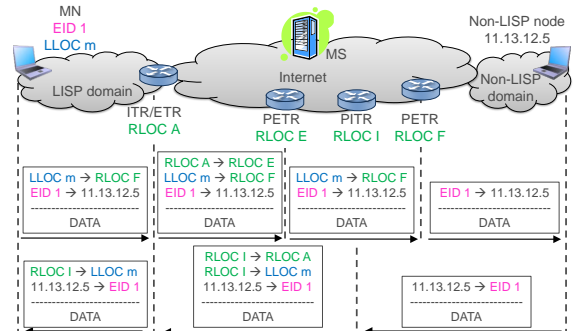 MN
EID 1
LLOC m
MS
Non-LISP node
11.13.12.5
Internet
LISP domain
Non-LISP
domain
ITR/ETR
RLOC A
PETR
RLOC E
PITR
RLOC I
PETR
RLOC F
LLOC m → RLOC F
EID 1 → 11.13.12.5
DATA
RLOC A → RLOC E
LLOC m → RLOC F
EID 1 → 11.13.12.5
DATA
LLOC m → RLOC F
EID 1 → 11.13.12.5
DATA
EID 1 → 11.13.12.5
DATA
RLOC I → LLOC m
11.13.12.5 → EID 1
DATA
RLOC I → RLOC A
RLOC I → LLOC m
11.13.12.5 → EID 1
DATA
11.13.12.5 → EID 1
DATA